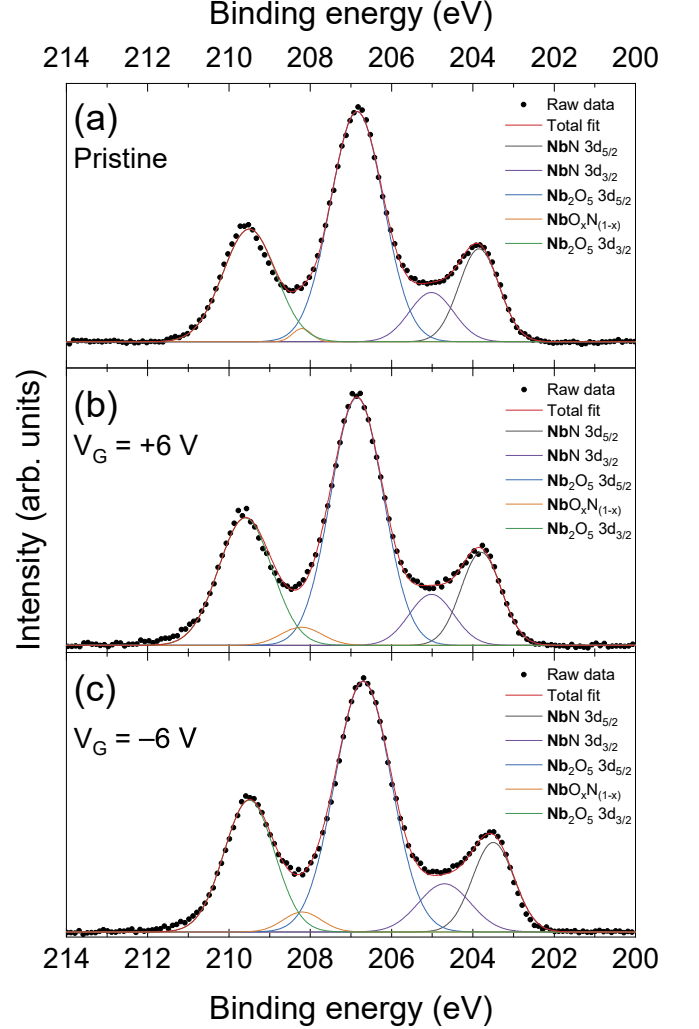 Binding energy (eV)
214 212 210 208 206 204 202 200
(a)
Pristine
Raw data
Total fit
NbN 3d5/2
NbN 3d3/2
Nb2O5 3d5/2
NbOxN(1-x)
Nb2O5 3d3/2
Intensity (arb. units)
(b)
VG = +6 V
Raw data
Total fit
NbN 3d5/2
NbN 3d3/2
Nb2O5 3d5/2
NbOxN(1-x)
Nb2O5 3d3/2
(c)
VG = –6 V
Raw data
Total fit
NbN 3d5/2
NbN 3d3/2
Nb2O5 3d5/2
NbOxN(1-x)
Nb2O5 3d3/2
214 212 210 208 206 204 202 200
Binding energy (eV)